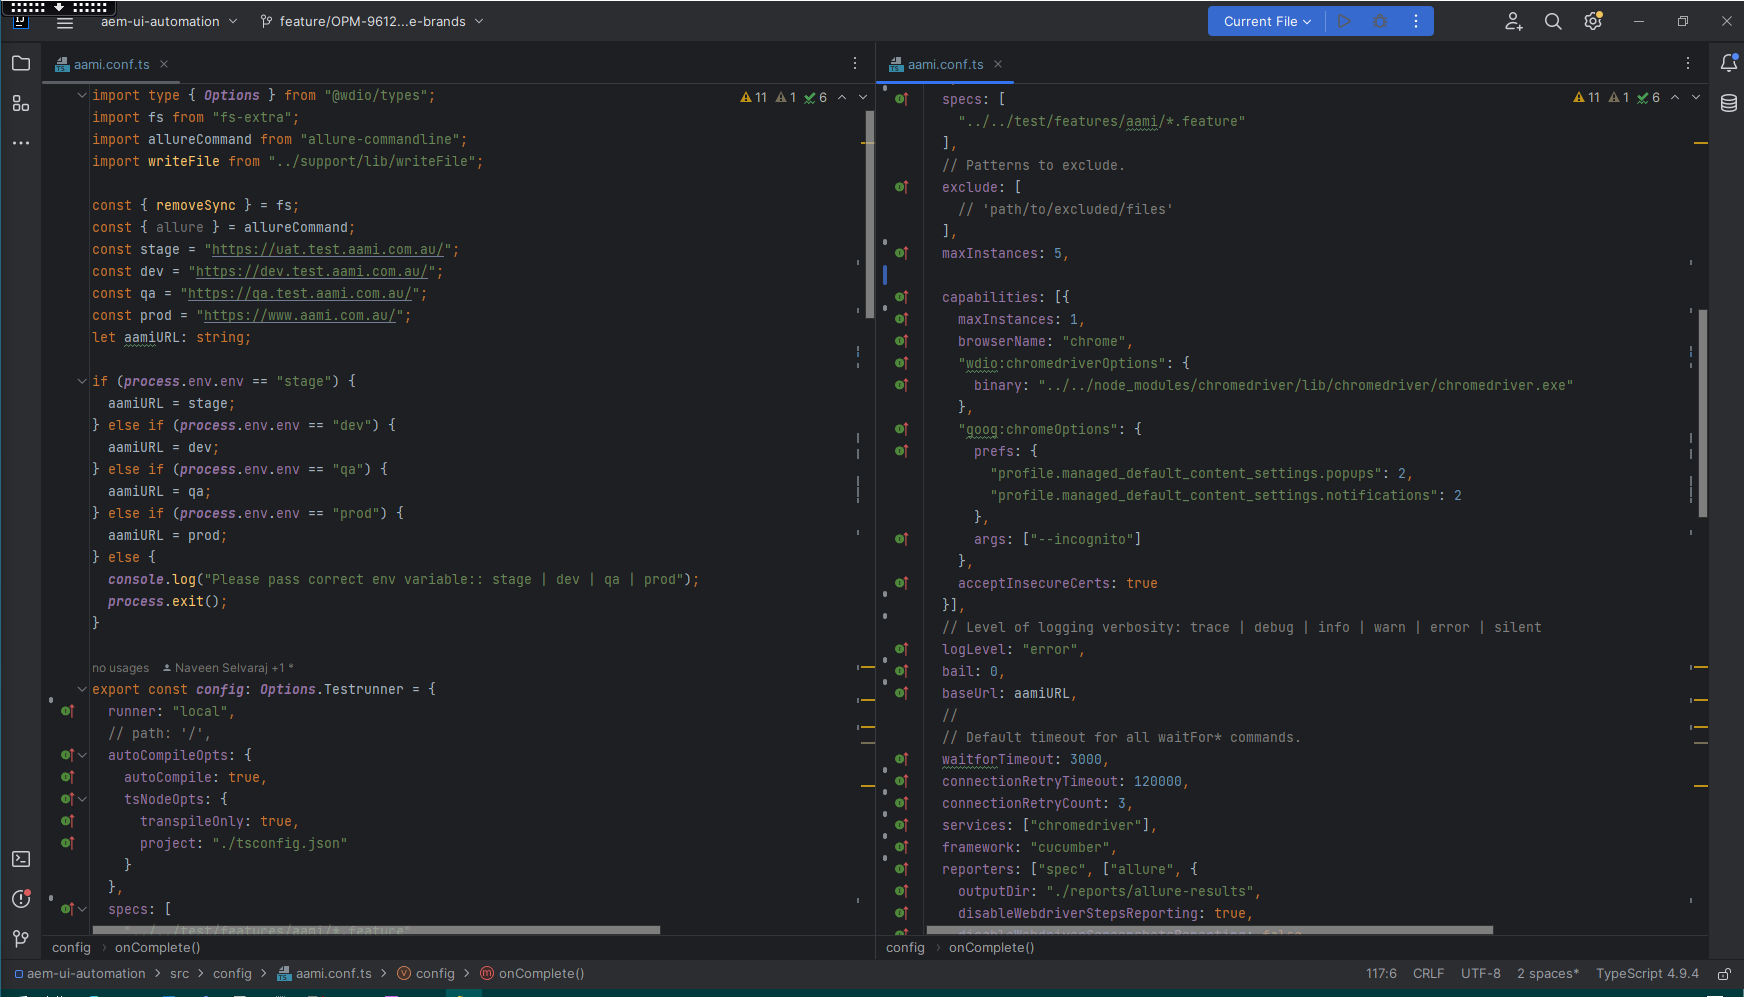 aem-ui-automation
feature/OPM-9612...e-brands
Current File
aami.conf.ts
import type { Options } from "@wdio/types";
import fs from "fs-extra";
import allureCommand from "allure-commandline";
import writeFile from "../support/lib/writeFile";
const { removeSync } = fs;
const { allure } = allureCommand;
const stage = "https://uat.test.aami.com.au/";
const dev = "https://dev.test.aami.com.au/";
const qa = "https://qa.test.aami.com.au/";
const prod = "https://www.aami.com.au/";
let aamiURL: string;
if (process.env.env == "stage") {
aamiURL = stage;
} else if (process.env.env == "dev") {
aamiURL = dev;
} else if (process.env.env == "qa") {
aamiURL = qa;
} else if (process.env.env == "prod") {
aamiURL = prod;
} else {
console.log("Please pass correct env variable:: stage | dev | qa | prod");
process.exit();
}
no usages Naveen Selvaraj +1 *
export const config: Options.Testrunner = {
runner: "local",
// path: '/',
autoCompileOpts: {
autoCompile: true,
tsNodeOpts: {
transpileOnly: true,
project: "./tsconfig.json"
}
},
specs: [
"../../test/features/aami/*.feature"
11 1 6
config > onComplete()
aami.conf.ts
11 1 6
specs: [
"../../test/features/aami/*.feature"
],
// Patterns to exclude.
exclude: [
// 'path/to/excluded/files'
],
maxInstances: 5,
capabilities: [{
maxInstances: 1,
browserName: "chrome",
"wdio:chromedriverOptions": {
binary: "../../node_modules/chromedriver/lib/chromedriver/chromedriver.exe"
},
"goog:chromeOptions": {
prefs: {
"profile.managed_default_content_settings.popups": 2,
"profile.managed_default_content_settings.notifications": 2
},
args: ["--incognito"]
},
acceptInsecureCerts: true
}],
// Level of logging verbosity: trace | debug | info | warn | error | silent
logLevel: "error",
bail: 0,
baseUrl: aamiURL,
//
// Default timeout for all waitFor* commands.
waitforTimeout: 3000,
connectionRetryTimeout: 120000,
connectionRetryCount: 3,
services: ["chromedriver"],
framework: "cucumber",
reporters: ["spec", ["allure", {
outputDir: "./reports/allure-results",
disableWebdriverStepsReporting: true,
disableWebdriverScreenshotsReporting: false
config > onComplete()
aem-ui-automation > src > config > aami.conf.ts > config > onComplete()
117:6 CRLF UTF-8 2 spaces* TypeScript 4.9.4